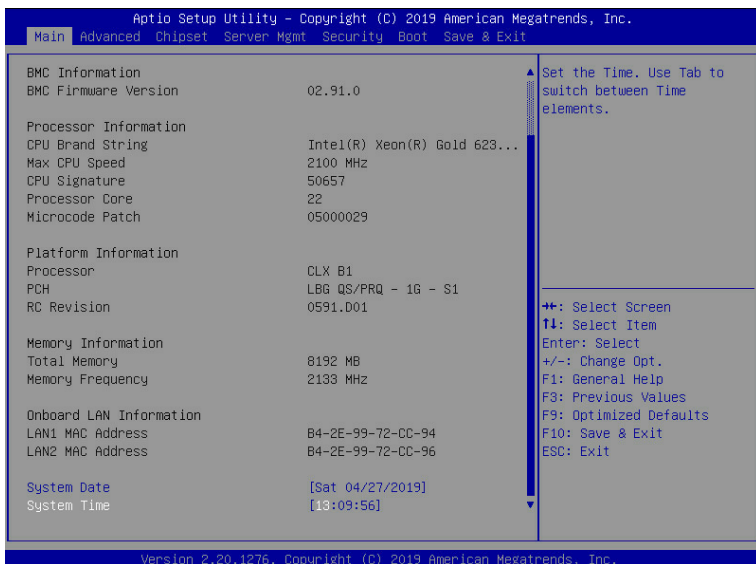 Aptio Setup Utility – Copyright (C) 2019 American Megatrends, Inc.
Main Advanced Chipset Server Mgmt Security Boot Save & Exit
BMC Information
BMC Firmware Version 02.91.0
Processor Information
CPU Brand String Intel(R) Xeon(R) Gold 623...
Max CPU Speed 2100 MHz
CPU Signature 50657
Processor Core 22
Microcode Patch 05000029
Platform Information
Processor CLX B1
PCH LBG QS/PRQ - 1G - S1
RC Revision 0591.D01
Memory Information
Total Memory 8192 MB
Memory Frequency 2133 MHz
Onboard LAN Information
LAN1 MAC Address B4-2E-99-72-CC-94
LAN2 MAC Address B4-2E-99-72-CC-96
System Date [Sat 04/27/2019]
System Time [13:09:56]
Set the Time. Use Tab to
switch between Time
elements.
→←: Select Screen
↑↓: Select Item
Enter: Select
+/-: Change Opt.
F1: General Help
F3: Previous Values
F9: Optimized Defaults
F10: Save & Exit
ESC: Exit
Version 2.20.1276. Copyright (C) 2019 American Megatrends, Inc.